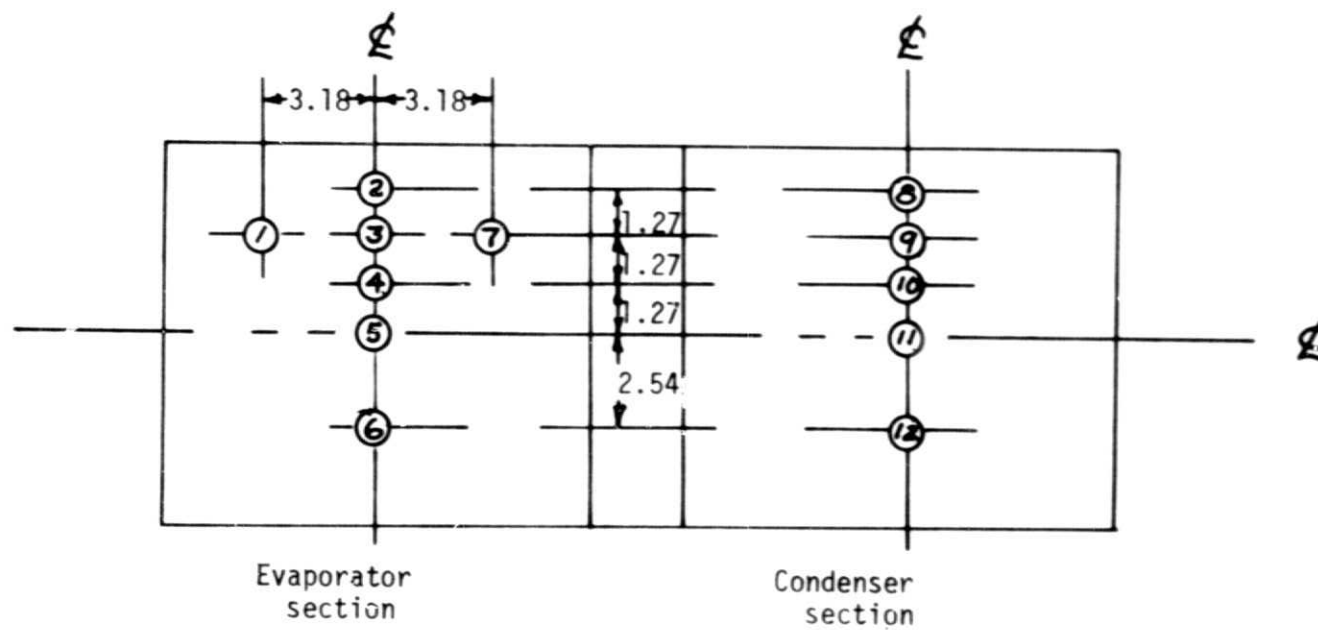 ℄ ℄
3.18 3.18
2 8
1.27
1 3 7 9
1.27
4 10
1.27
5 11 ℄
2.54
6 12
Evaporator
section
Condenser
section